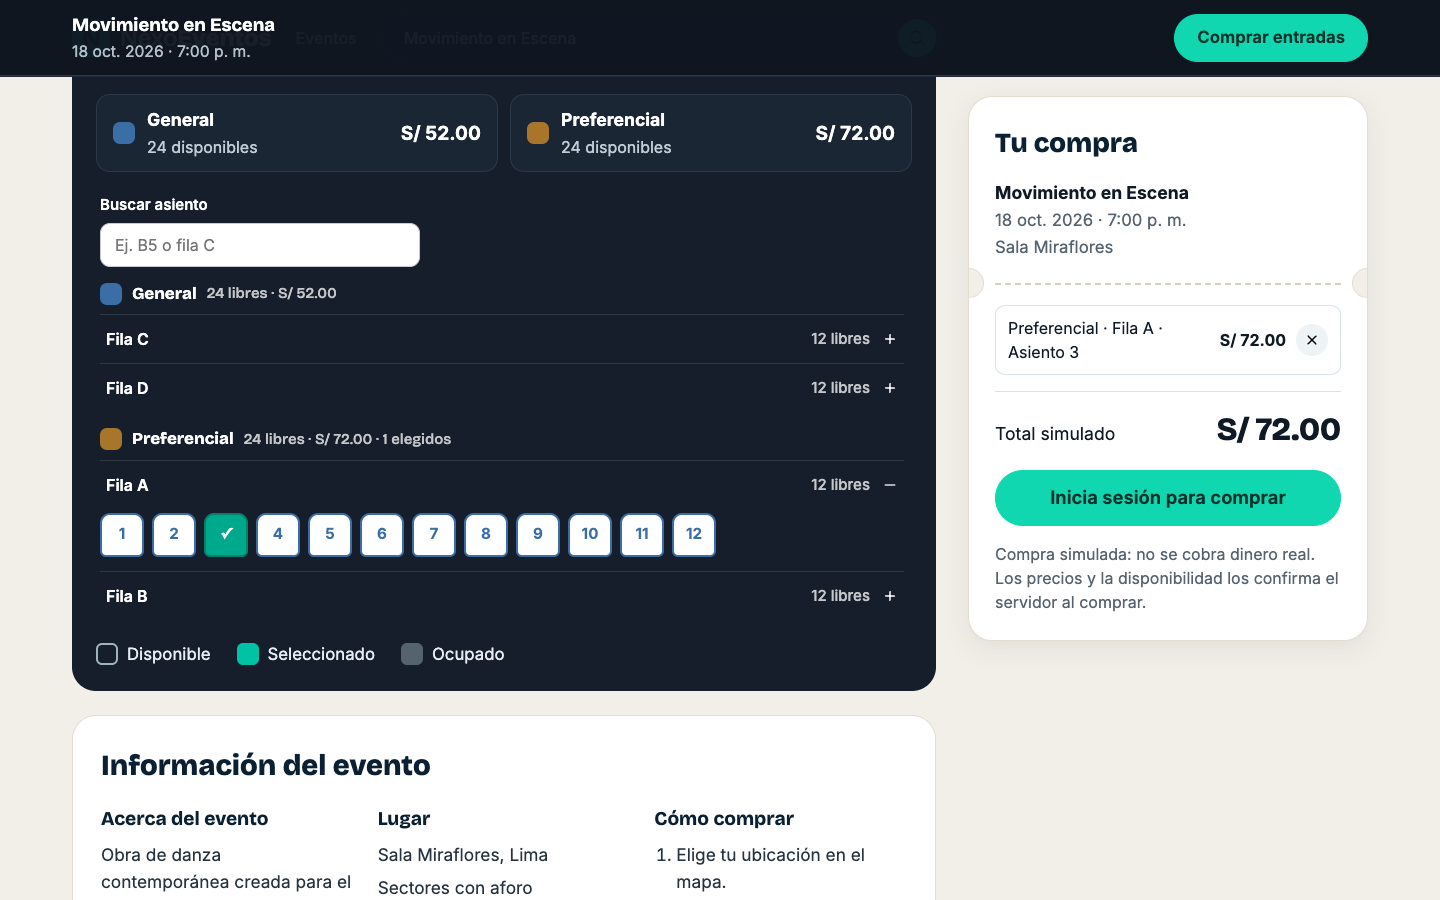 Movimiento en Escena
18 oct. 2026 · 7:00 p. m.
NexoEventos
Eventos
Movimiento en Escena
Comprar entradas
General
24 disponibles
S/ 52.00
Preferencial
24 disponibles
S/ 72.00
Buscar asiento
Ej. B5 o fila C
General 24 libres · S/ 52.00
Fila C 12 libres +
Fila D 12 libres +
Preferencial 24 libres · S/ 72.00 · 1 elegidos
Fila A 12 libres −
1 2 ✓ 4 5 6 7 8 9 10 11 12
Fila B 12 libres +
Disponible Seleccionado Ocupado
Tu compra
Movimiento en Escena
18 oct. 2026 · 7:00 p. m.
Sala Miraflores
Preferencial · Fila A ·
Asiento 3
S/ 72.00 ×
Total simulado S/ 72.00
Inicia sesión para comprar
Compra simulada: no se cobra dinero real.
Los precios y la disponibilidad los confirma el
servidor al comprar.
Información del evento
Acerca del evento
Obra de danza
contemporánea creada para el
Lugar
Sala Miraflores, Lima
Sectores con aforo
Cómo comprar
1. Elige tu ubicación en el
mapa.